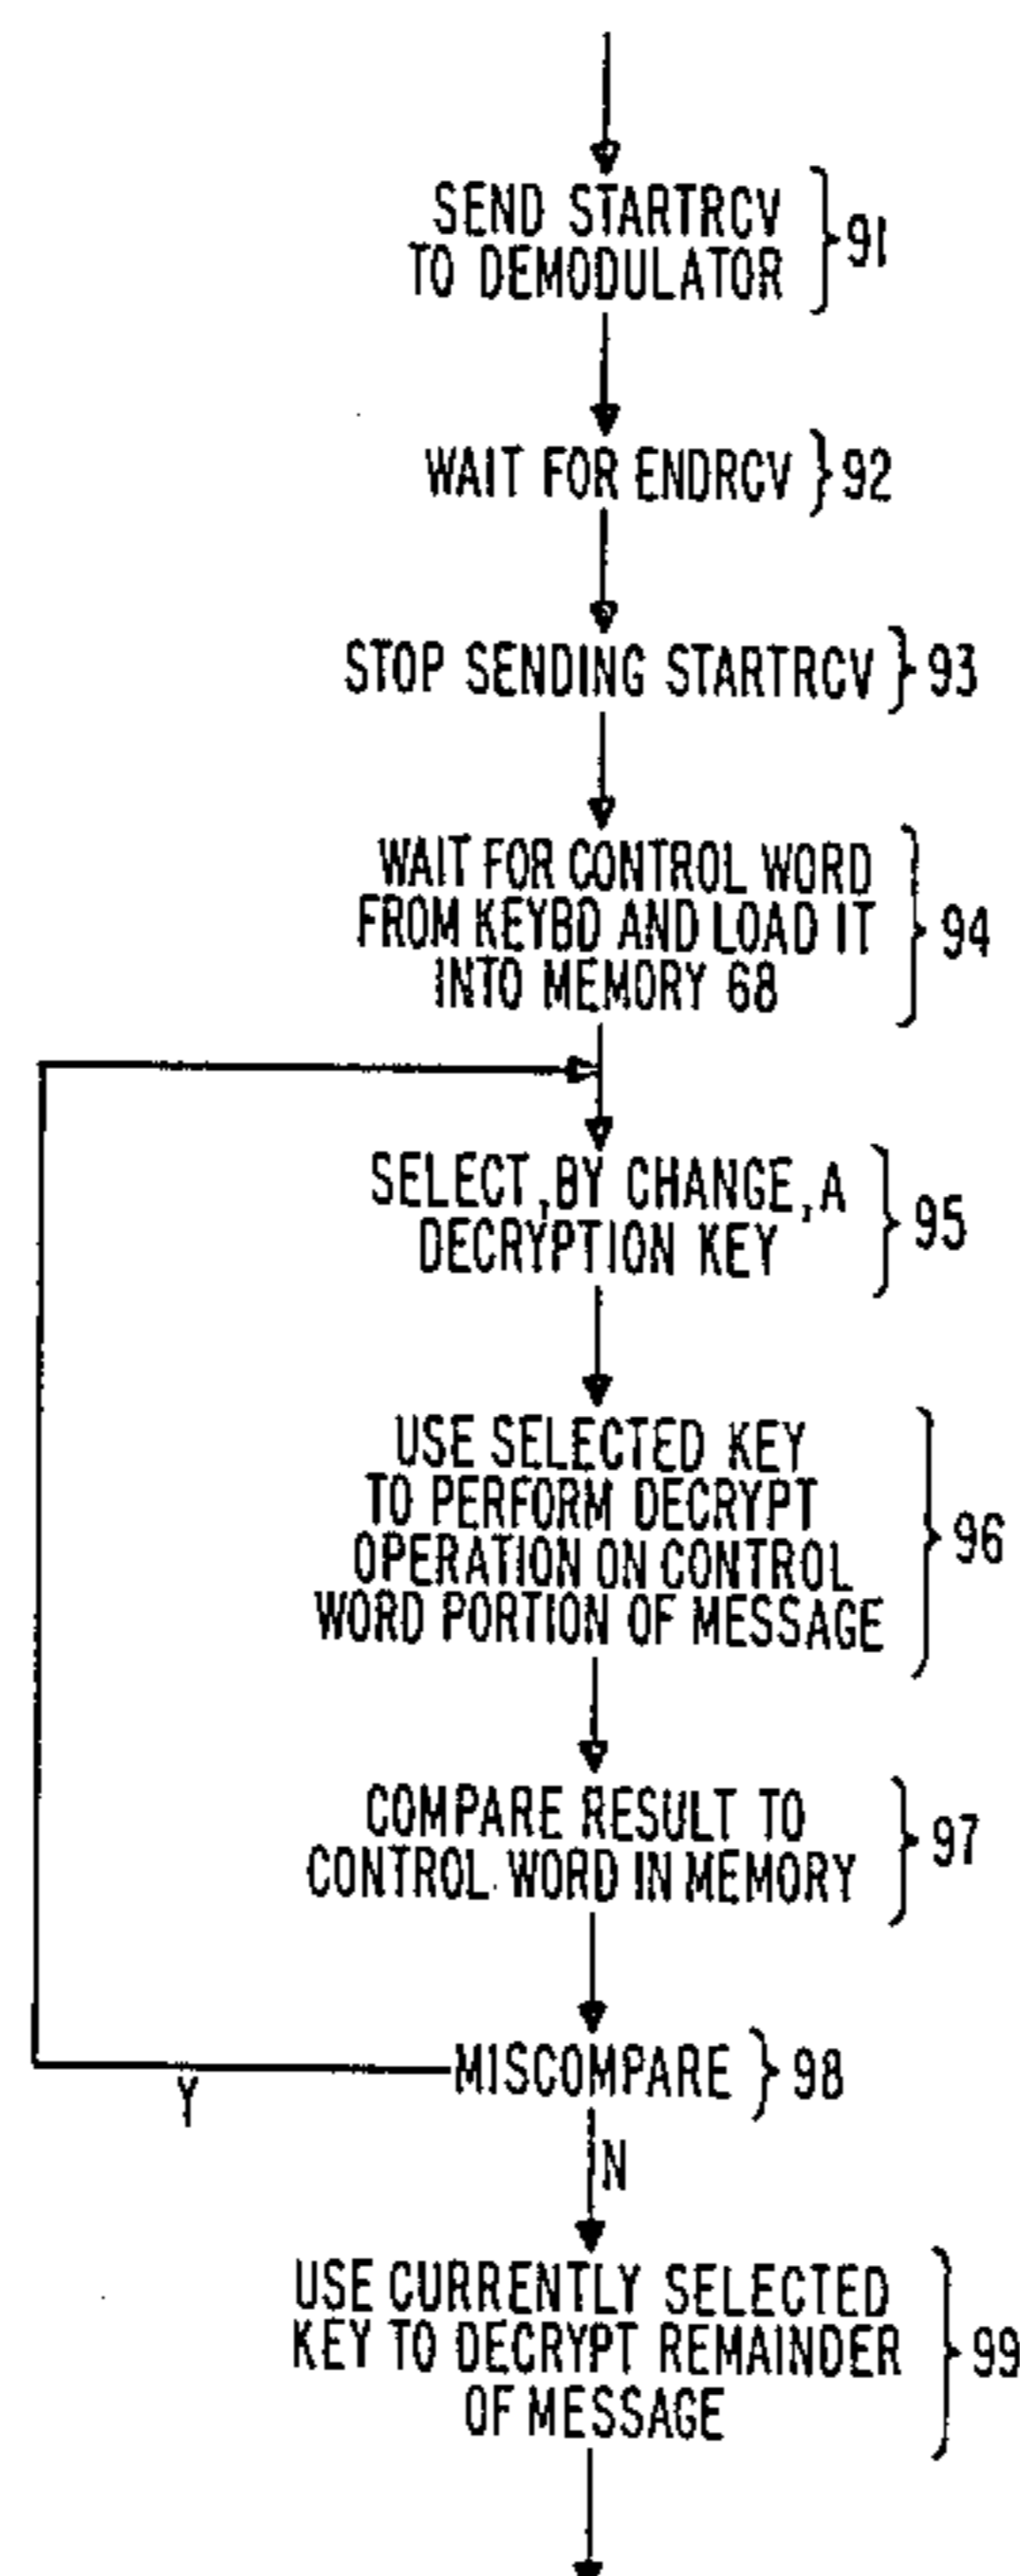 SEND STARTRCV } 91
TO DEMODULATOR
WAIT FOR ENDRCV } 92
STOP SENDING STARTRCV } 93
WAIT FOR CONTROL WORD
FROM KEYBD AND LOAD IT } 94
INTO MEMORY 68
SELECT, BY CHANGE, A } 95
DECRYPTION KEY
USE SELECTED KEY
TO PERFORM DECRYPT
OPERATION ON CONTROL } 96
WORD PORTION OF MESSAGE
COMPARE RESULT TO } 97
CONTROL WORD IN MEMORY
MISCOMPARE } 98
Y
N
USE CURRENTLY SELECTED
KEY TO DECRYPT REMAINDER } 99
OF MESSAGE